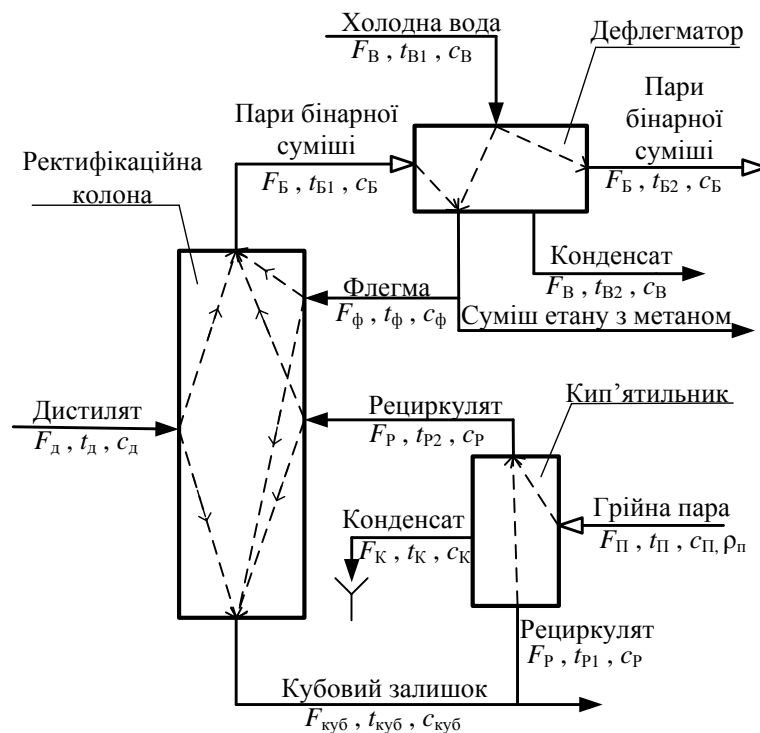 Холодна вода
F_В , t_В1 , c_В
Дефлегматор
Пари бінарної
суміші
F_Б , t_Б1 , c_Б
Пари
бінарної
суміші
F_Б , t_Б2 , c_Б
Ректифікаційна
колона
Конденсат
F_В , t_В2 , c_В
Флегма
F_ф , t_ф , c_ф
Суміш етану з метаном
Дистилят
F_д , t_д , c_д
Рециркулят
F_Р , t_Р2 , c_Р
Кип’ятильник
Грійна пара
F_П , t_П , c_П, ρ_п
Конденсат
F_К , t_К , c_К
Рециркулят
F_Р , t_Р1 , c_Р
Кубовий залишок
F_куб , t_куб , c_куб